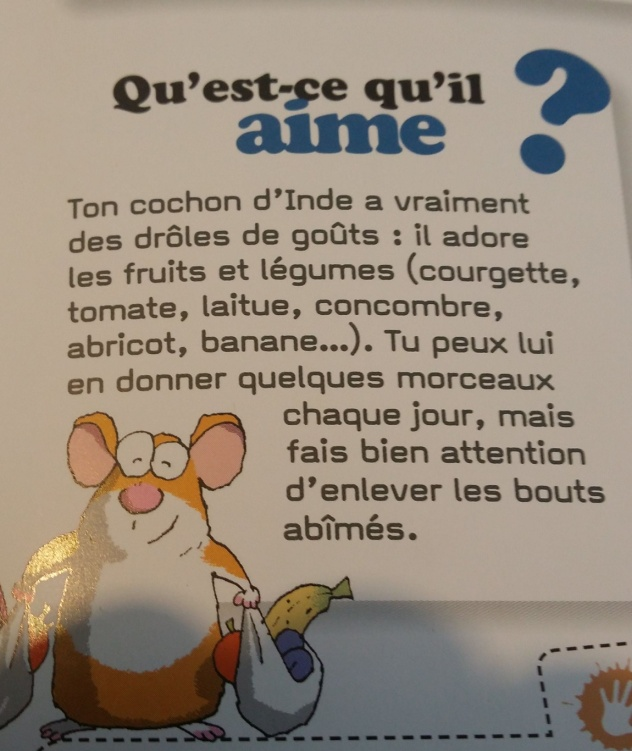 Qu'est-ce qu'il
aime ?
Ton cochon d'Inde a vraiment
des drôles de goûts : il adore
les fruits et légumes (courgette,
tomate, laitue, concombre,
abricot, banane...). Tu peux lui
en donner quelques morceaux
chaque jour, mais
fais bien attention
d'enlever les bouts
abîmés.